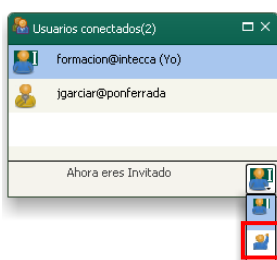 Usuarios conectados(2)
formacion@intecca (Yo)
jgarciar@ponferrada
Ahora eres Invitado